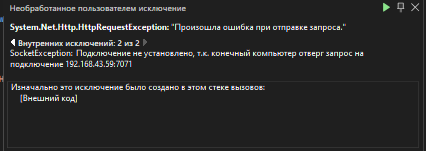 Необработанное пользователем исключение
System.Net.Http.HttpRequestException: "Произошла ошибка при отправке запроса."
Внутренних исключений: 2 из 2
SocketException: Подключение не установлено, т.к. конечный компьютер отверг запрос на
подключение 192.168.43.59:7071
Изначально это исключение было создано в этом стеке вызовов:
[Внешний код]